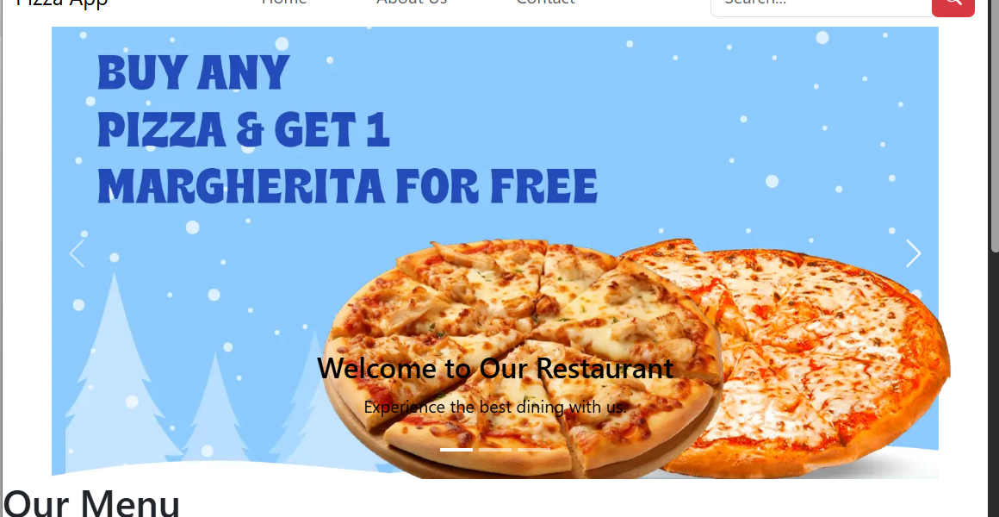 Pizza App
Home
About Us
Contact
Search...
BUY ANY
PIZZA & GET 1
MARGHERITA FOR FREE
Welcome to Our Restaurant
Experience the best dining with us.
Our Menu